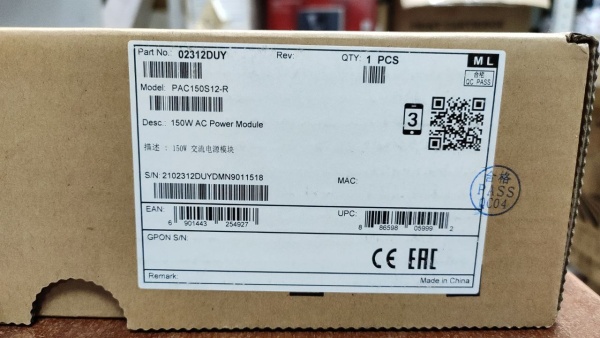 Part No.: 02312DUY Rev: QTY: 1 PCS ML
合格
QC PASS
Model: PAC150S12-R
3
Desc.: 150W AC Power Module
描述 : 150W 交流电源模块
S/N: 2102312DUYDMN9011518 MAC:
合格
PASS
QC04
EAN: 6 901443 254927 UPC: 8 86598 05999 2
GPON S/N:
CE EAC
Remark: Made in China